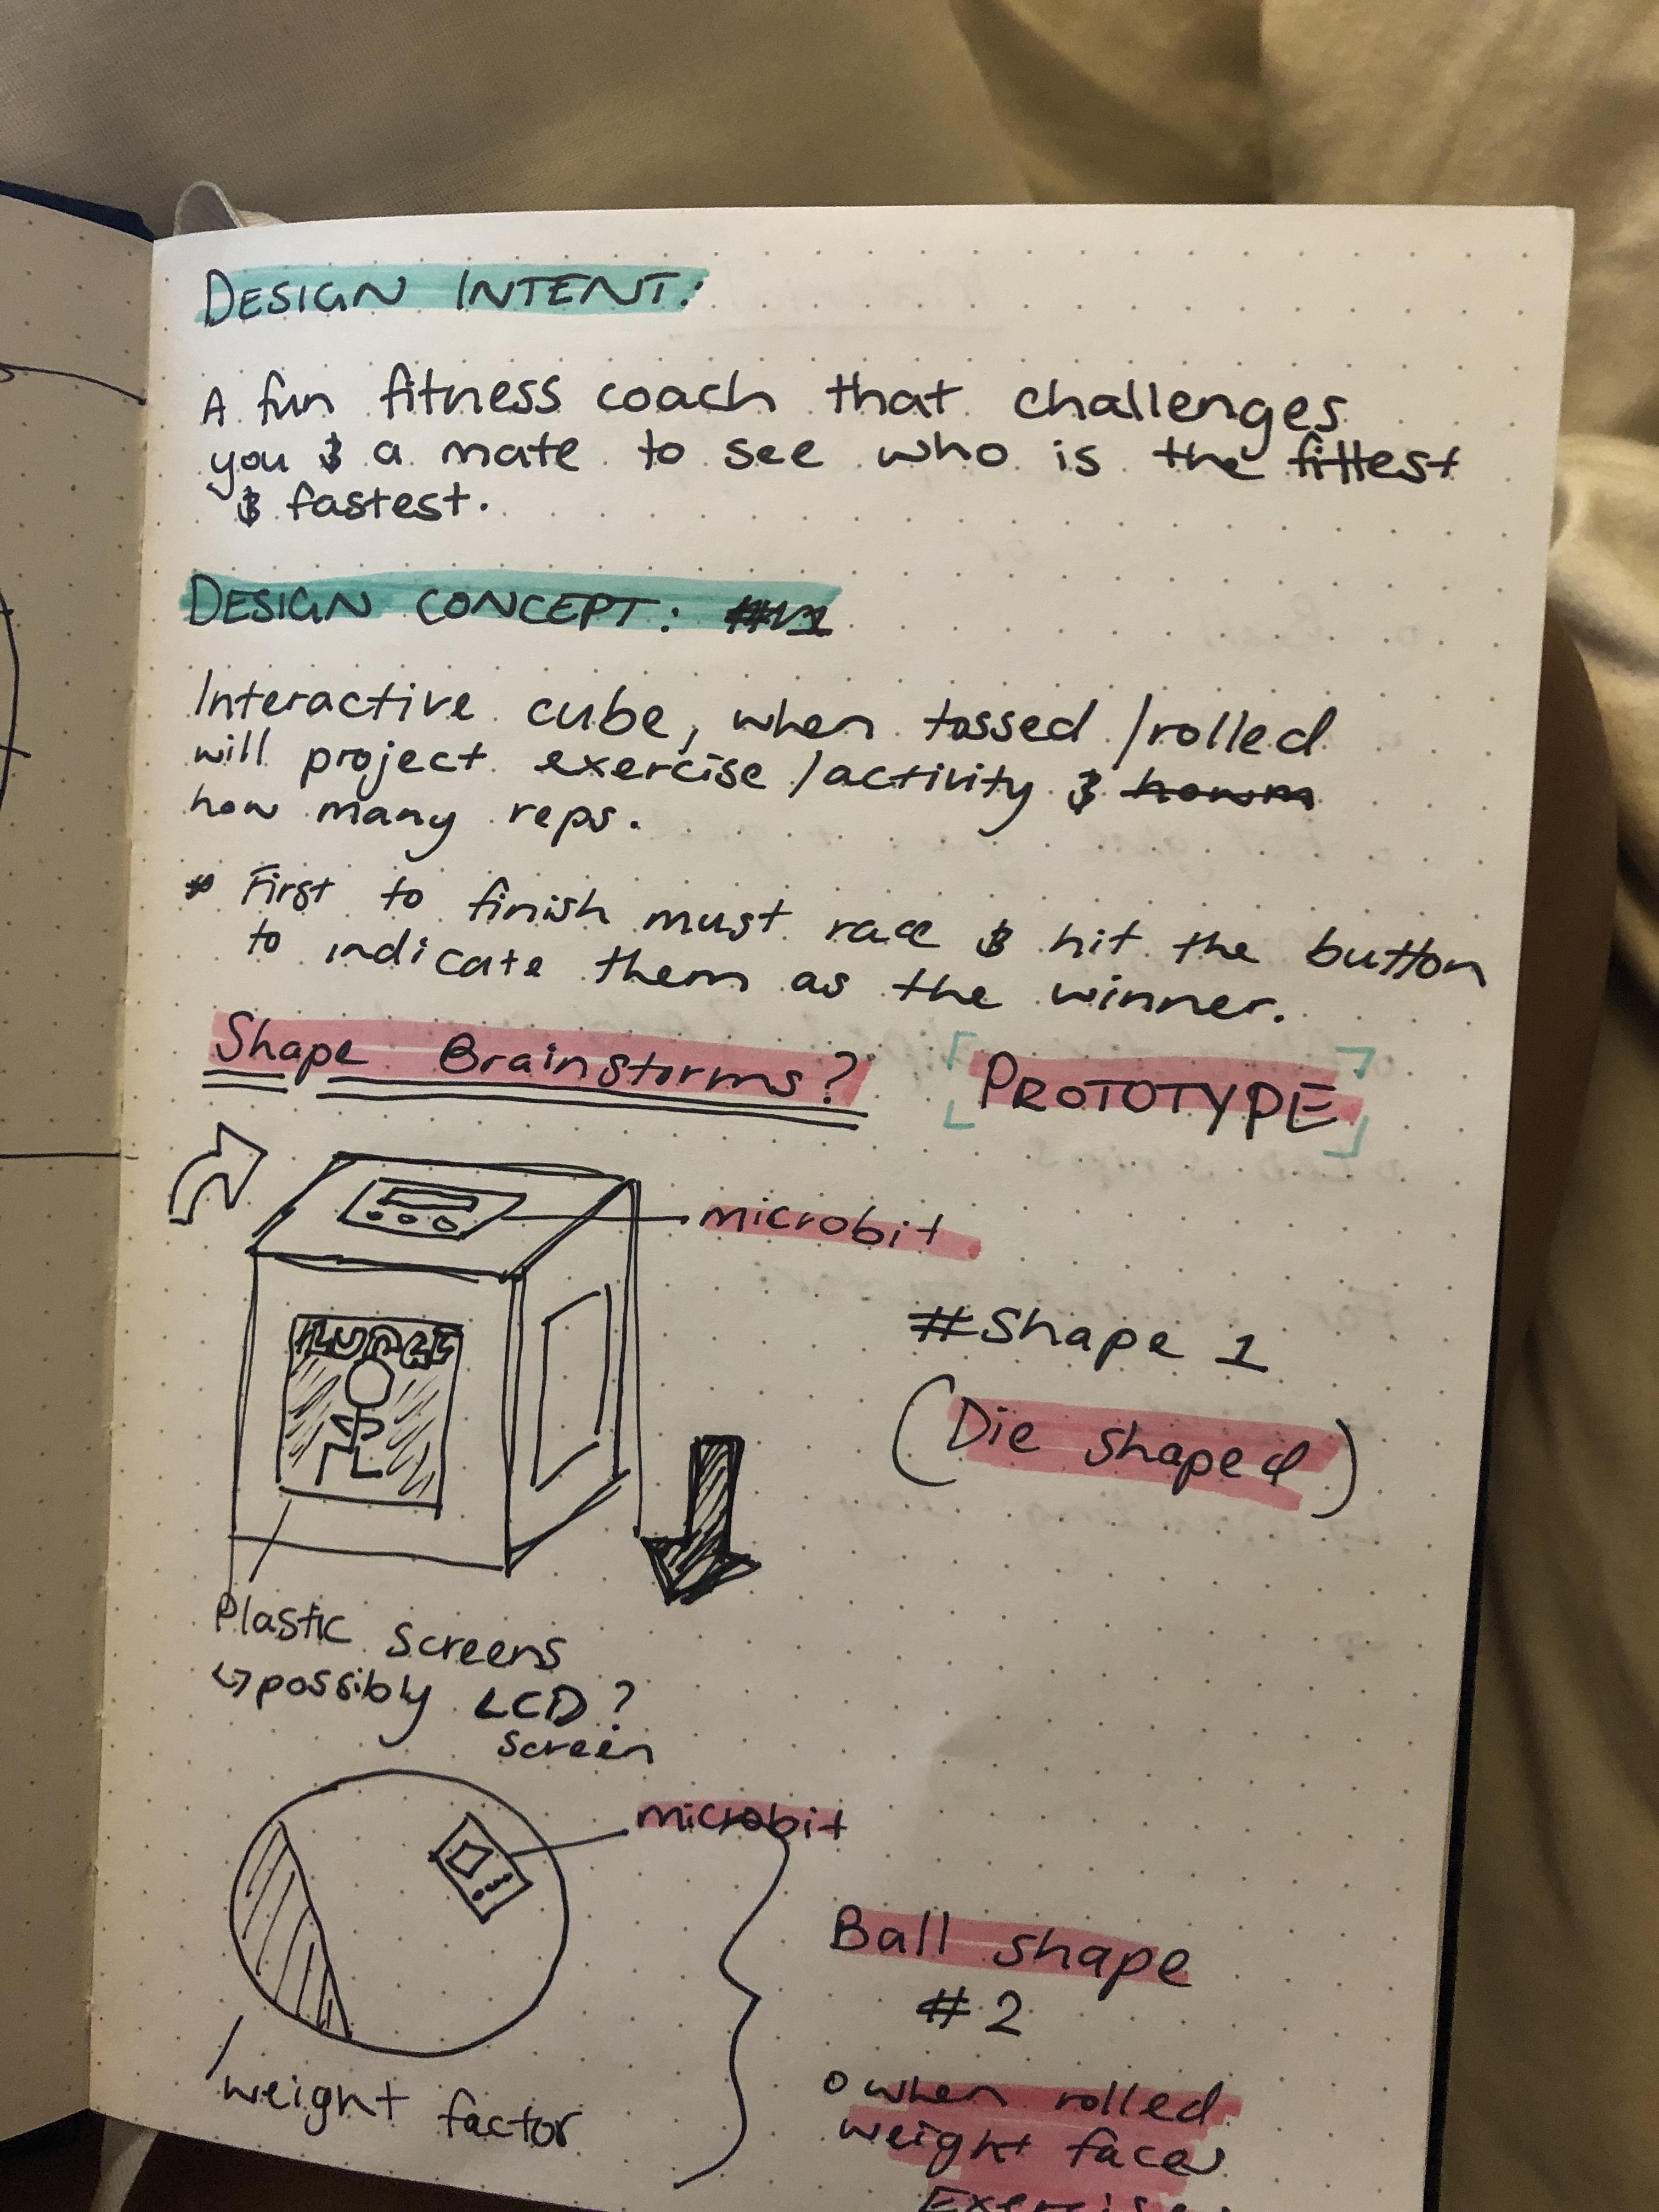 DESIGN INTENT:
A fun fitness coach that challenges
you & a mate to see who is the fittest
& fastest.
DESIGN CONCEPT: #1
Interactive cube, when tossed /rolled
will project exercise /activity & howm
how many reps.
* First to finish must race & hit the button
to indicate them as the winner.
Shape Brainstorms? [PROTOTYPE]
microbit
LUNGE
#Shape 1
(Die shaped)
Plastic screens
↳ possibly LCD?
screen
microbit
Ball shape
#2
weight factor
o when rolled
weight faces
Exercise